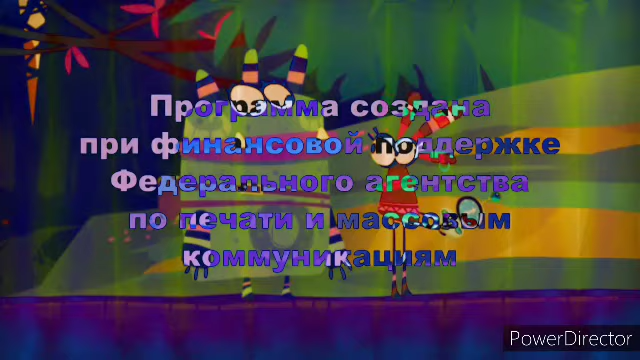 Программа создана
при финансовой поддержке
Федерального агентства
по печати и массовым
коммуникациям
PowerDirector